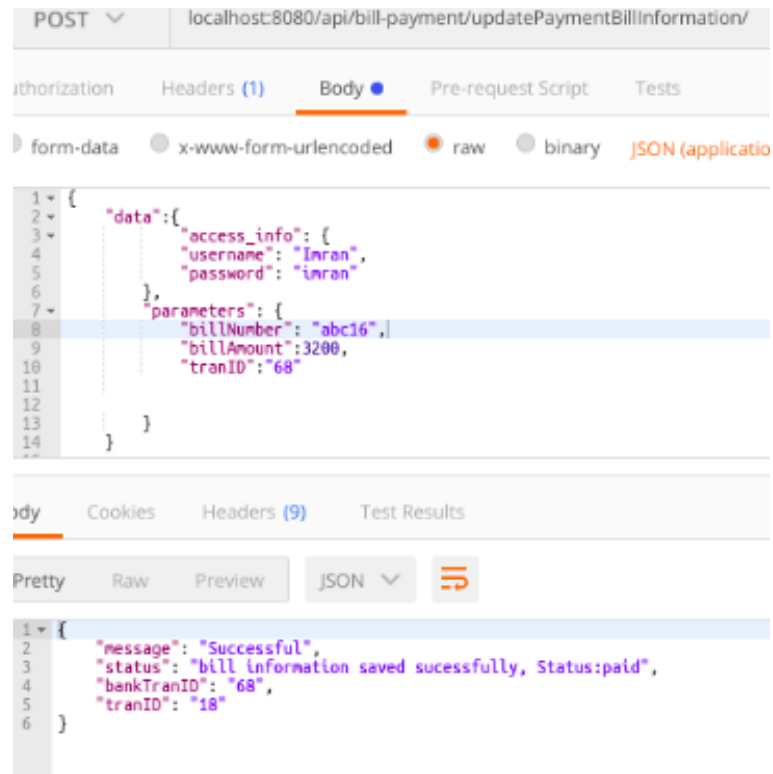 POST localhost:8080/api/bill-payment/updatePaymentBillInformation/
uthorization Headers (1) Body Pre-request Script Tests
form-data x-www-form-urlencoded raw binary JSON (applicatio
1 {
2 "data":{
3 "access_info": {
4 "username": "Imran",
5 "password": "imran"
6 },
7 "parameters": {
8 "billNumber": "abc16",
9 "billAmount":3200,
10 "tranID":"68"
11
12
13 }
14 }
ody Cookies Headers (9) Test Results
Pretty Raw Preview JSON
1 {
2 "message": "Successful",
3 "status": "bill information saved sucessfully, Status:paid",
4 "bankTranID": "68",
5 "tranID": "18"
6 }